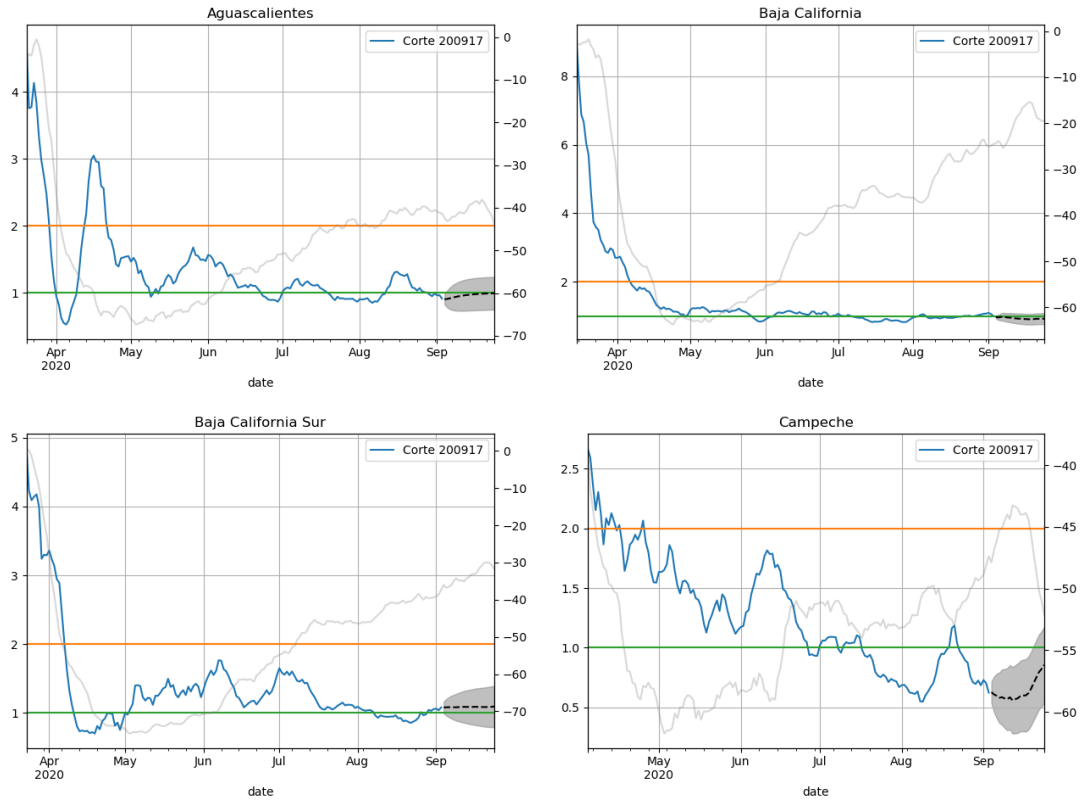 Aguascalientes
Corte 200917
4
3
2
1
0
−10
−20
−30
−40
−50
−60
−70
Apr
2020
May
Jun
Jul
Aug
Sep
date
Baja California
Corte 200917
8
6
4
2
1
0
−10
−20
−30
−40
−50
−60
Apr
2020
May
Jun
Jul
Aug
Sep
date
Baja California Sur
Corte 200917
5
4
3
2
1
0
−10
−20
−30
−40
−50
−60
−70
Apr
2020
May
Jun
Jul
Aug
Sep
date
Campeche
Corte 200917
2.5
2.0
1.5
1.0
0.5
−40
−45
−50
−55
−60
May
2020
Jun
Jul
Aug
Sep
date